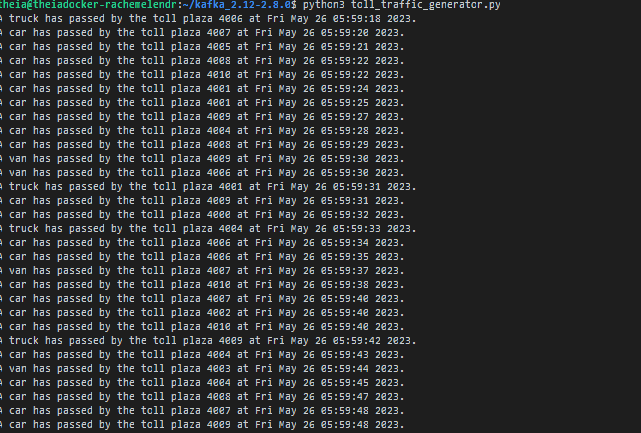 theia@theiadocker-rachemelendr:~/kafka_2.12-2.8.0$ python3 toll_traffic_generator.py
A car has passed by the toll plaza 4006 at Fri May 26 05:59:18 2023.
A car has passed by the toll plaza 4007 at Fri May 26 05:59:20 2023.
A car has passed by the toll plaza 4005 at Fri May 26 05:59:21 2023.
A car has passed by the toll plaza 4008 at Fri May 26 05:59:22 2023.
A car has passed by the toll plaza 4010 at Fri May 26 05:59:22 2023.
A car has passed by the toll plaza 4001 at Fri May 26 05:59:24 2023.
A car has passed by the toll plaza 4001 at Fri May 26 05:59:25 2023.
A car has passed by the toll plaza 4009 at Fri May 26 05:59:27 2023.
A car has passed by the toll plaza 4004 at Fri May 26 05:59:28 2023.
A car has passed by the toll plaza 4008 at Fri May 26 05:59:29 2023.
A van has passed by the toll plaza 4009 at Fri May 26 05:59:30 2023.
A van has passed by the toll plaza 4006 at Fri May 26 05:59:30 2023.
A truck has passed by the toll plaza 4001 at Fri May 26 05:59:31 2023.
A car has passed by the toll plaza 4009 at Fri May 26 05:59:31 2023.
A car has passed by the toll plaza 4000 at Fri May 26 05:59:32 2023.
A truck has passed by the toll plaza 4004 at Fri May 26 05:59:33 2023.
A car has passed by the toll plaza 4006 at Fri May 26 05:59:34 2023.
A car has passed by the toll plaza 4006 at Fri May 26 05:59:35 2023.
A van has passed by the toll plaza 4007 at Fri May 26 05:59:37 2023.
A car has passed by the toll plaza 4010 at Fri May 26 05:59:38 2023.
A car has passed by the toll plaza 4007 at Fri May 26 05:59:40 2023.
A car has passed by the toll plaza 4002 at Fri May 26 05:59:40 2023.
A car has passed by the toll plaza 4010 at Fri May 26 05:59:40 2023.
A truck has passed by the toll plaza 4009 at Fri May 26 05:59:42 2023.
A car has passed by the toll plaza 4004 at Fri May 26 05:59:43 2023.
A van has passed by the toll plaza 4003 at Fri May 26 05:59:44 2023.
A car has passed by the toll plaza 4004 at Fri May 26 05:59:45 2023.
A car has passed by the toll plaza 4008 at Fri May 26 05:59:47 2023.
A car has passed by the toll plaza 4007 at Fri May 26 05:59:48 2023.
A car has passed by the toll plaza 4009 at Fri May 26 05:59:48 2023.